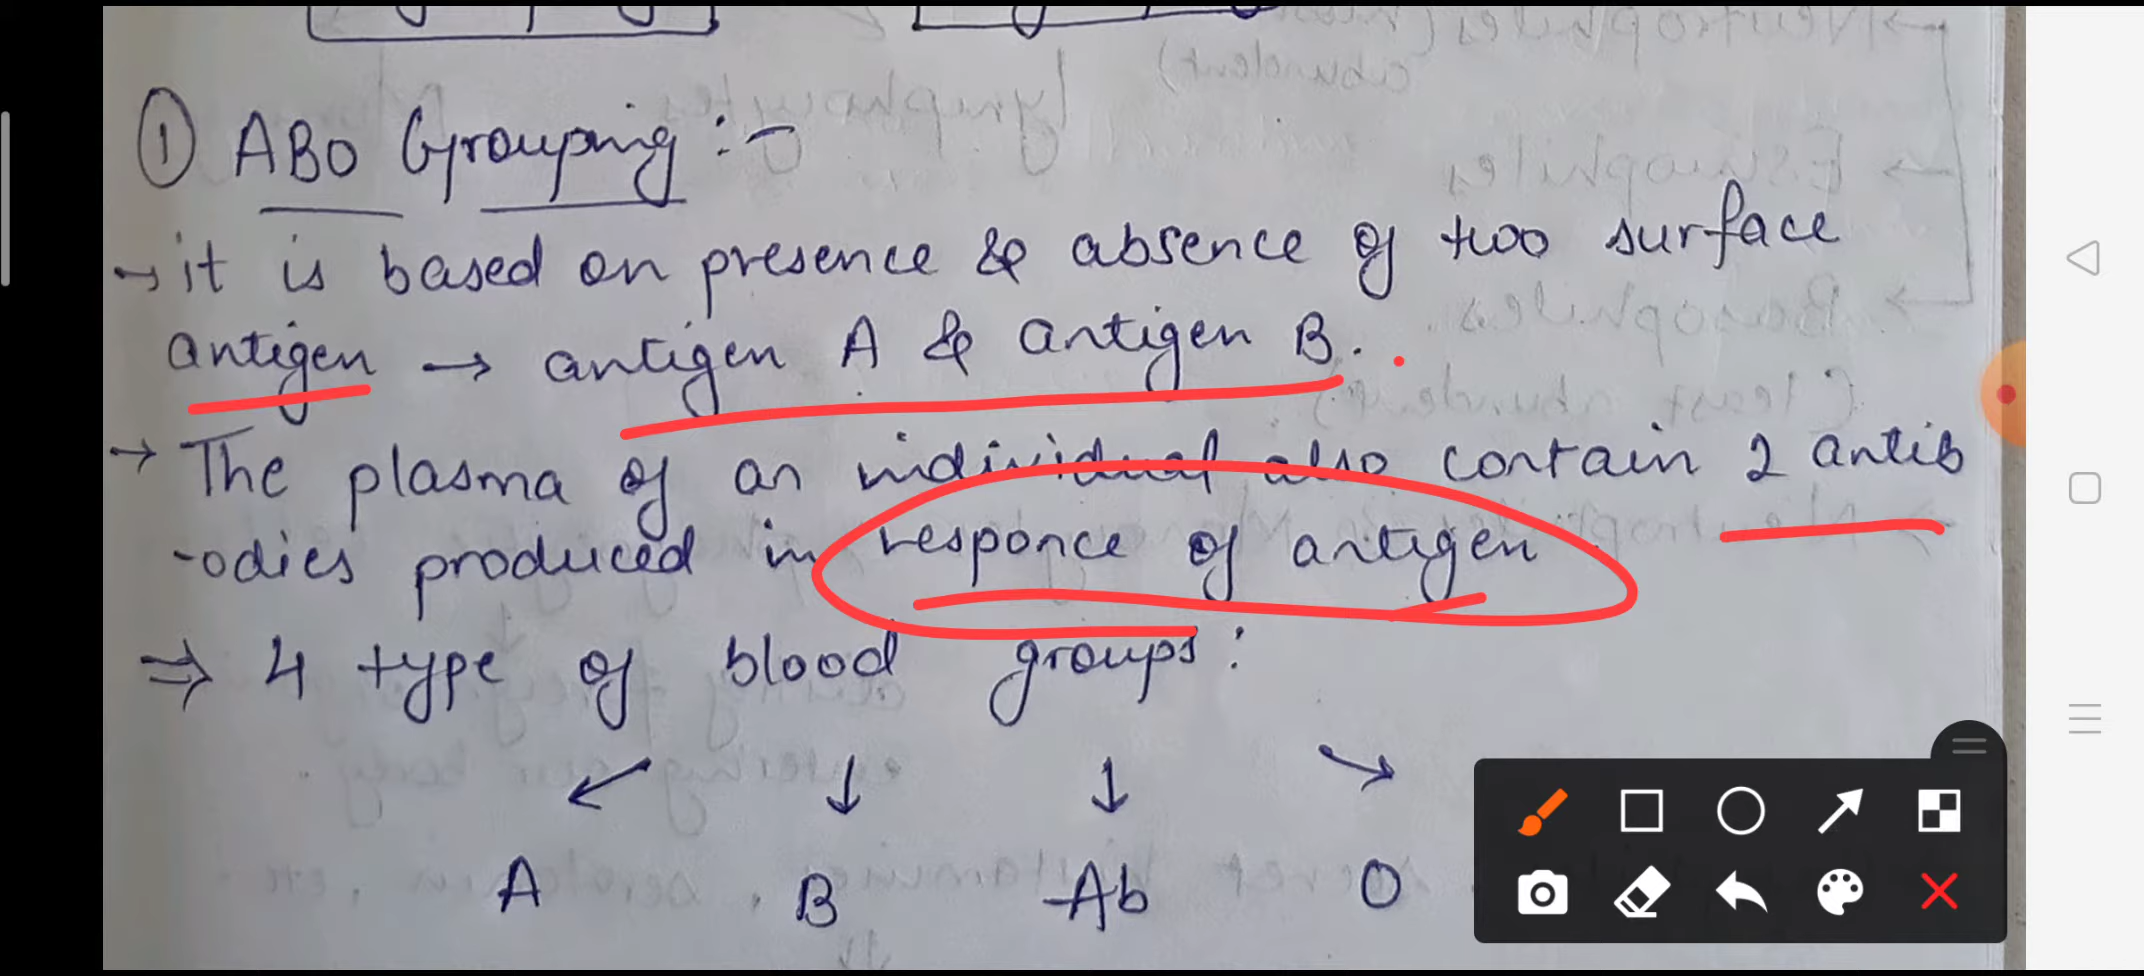 ① ABO Grouping :-
→ it is based on presence & absence of two surface
antigen → antigen A & antigen B.
→ The plasma of an individual also contain 2 antib
-odies produced in responce of antigen
⇒ 4 type of blood groups :
↙ ↓ ↓ ↘
A B Ab O